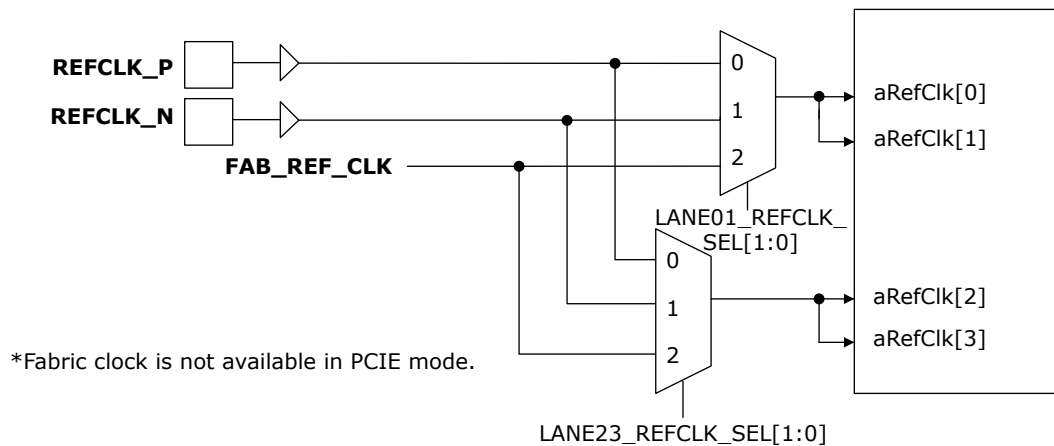 REFCLK_P
REFCLK_N
FAB_REF_CLK
0
1
2
LANE01_REFCLK_
SEL[1:0]
aRefClk[0]
aRefClk[1]
0
1
2
aRefClk[2]
aRefClk[3]
*Fabric clock is not available in PCIE mode.
LANE23_REFCLK_SEL[1:0]